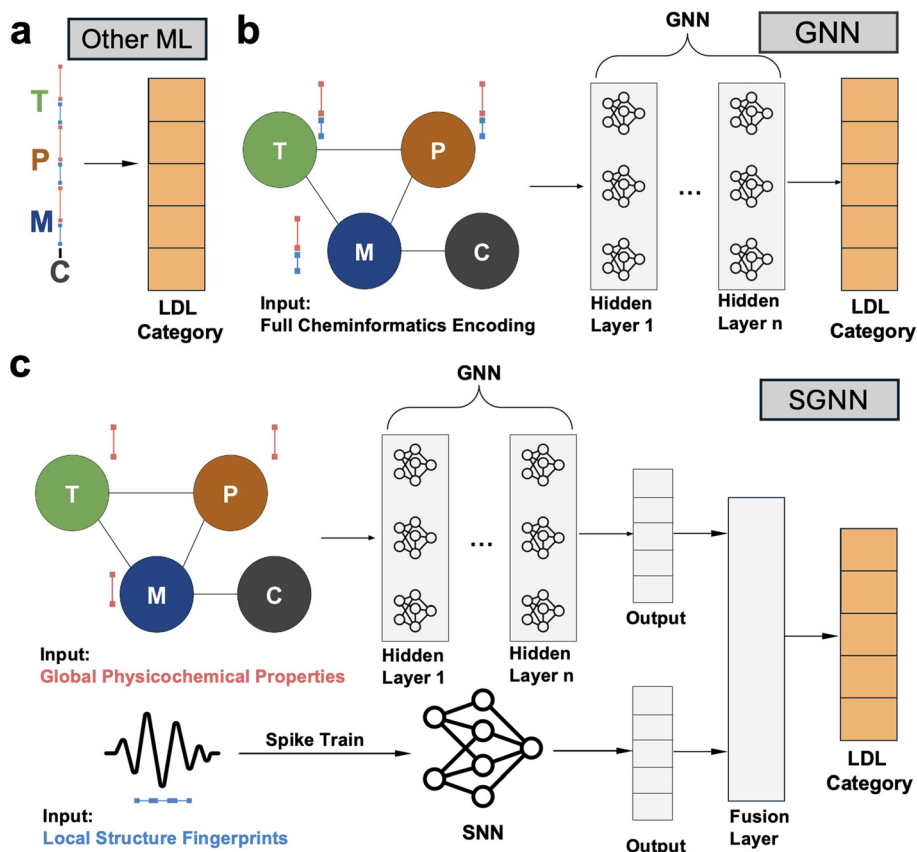 a
Other ML
T
P
M
C
LDL
Category
b
GNN
GNN
T
P
M
C
...
Input:
Full Cheminformatics Encoding
Hidden
Layer 1
Hidden
Layer n
LDL
Category
c
GNN
SGNN
T
P
M
C
...
Input:
Global Physicochemical Properties
Hidden
Layer 1
Hidden
Layer n
Output
Spike Train
SNN
Input:
Local Structure Fingerprints
Output
Fusion
Layer
LDL
Category